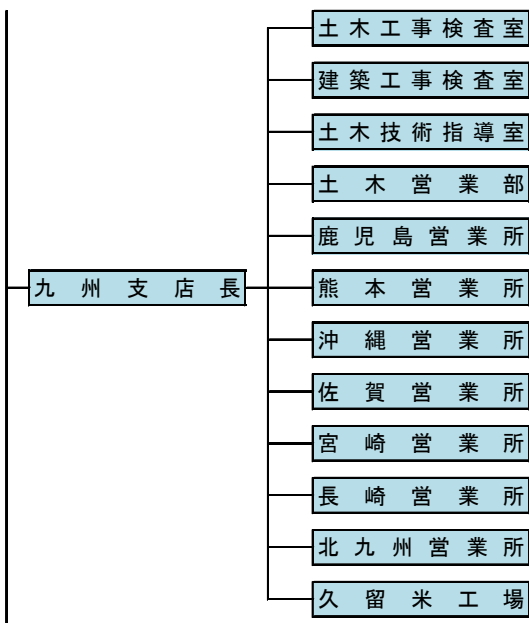 土木工事検査室
建築工事検査室
土木技術指導室
土木営業部
鹿児島営業所
九州支店長
熊本営業所
沖縄営業所
佐賀営業所
宮崎営業所
長崎営業所
北九州営業所
久留米工場